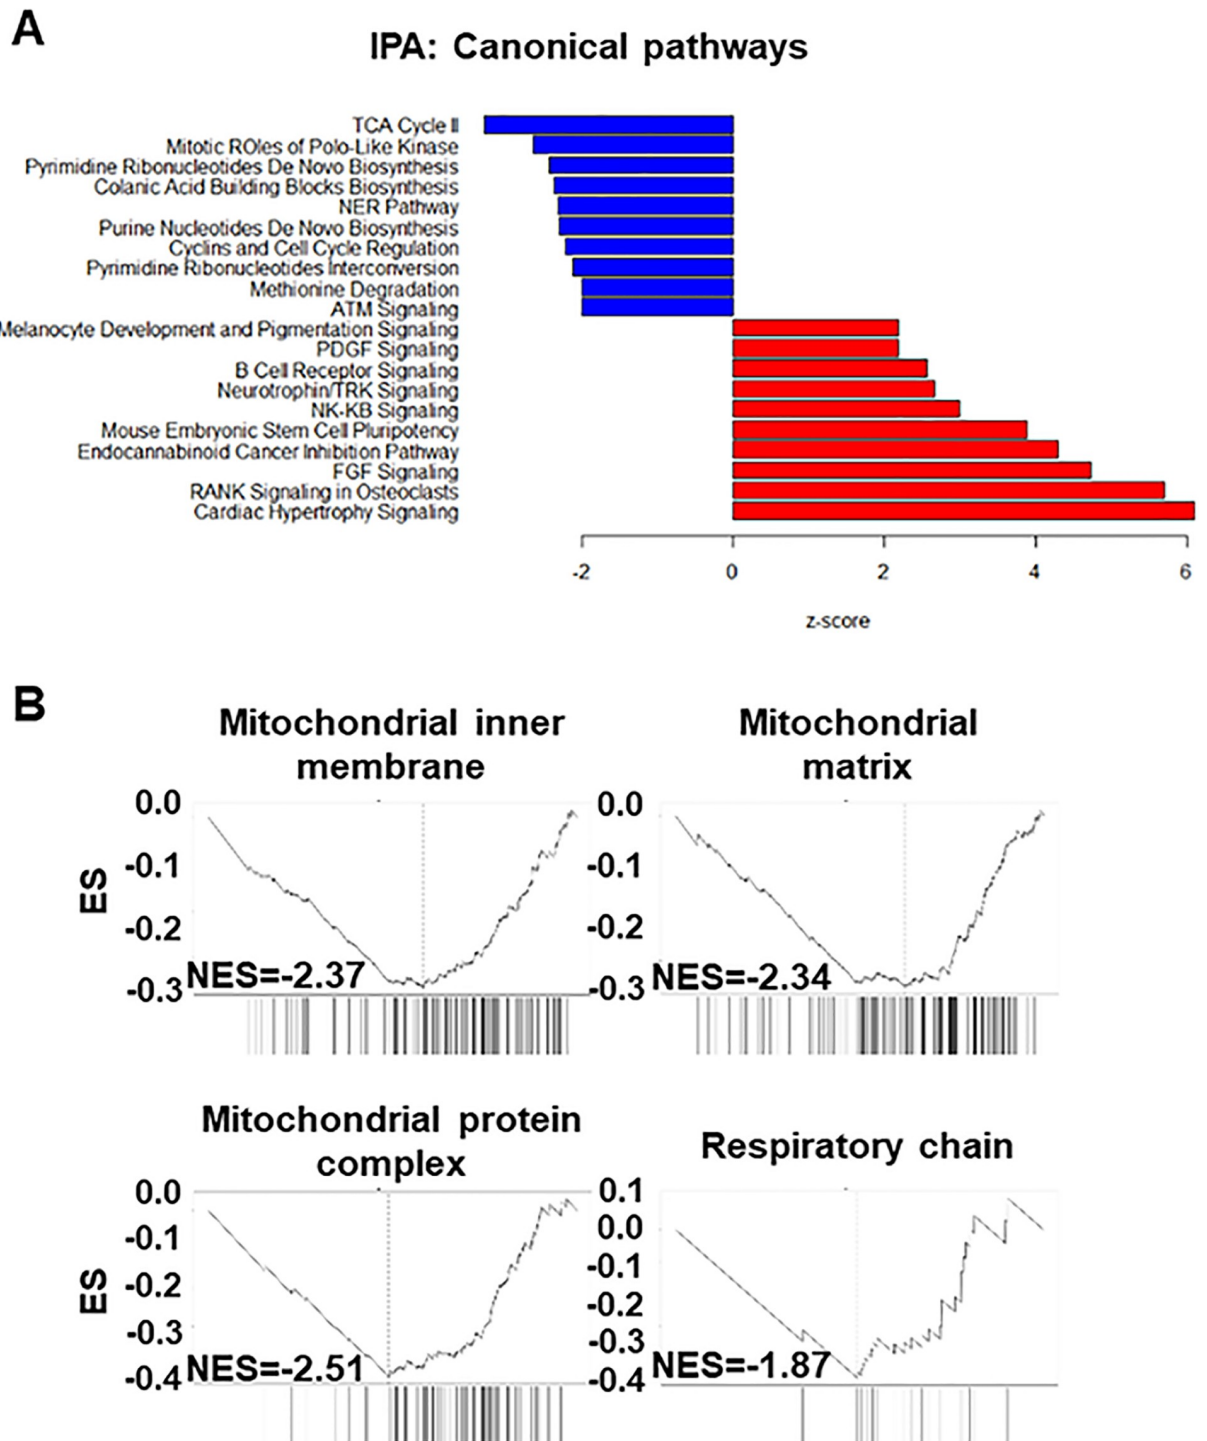 A
IPA: Canonical pathways
TCA Cycle II
Mitotic ROles of Polo-Like Kinase
Pyrimidine Ribonucleotides De Novo Biosynthesis
Colanic Acid Building Blocks Biosynthesis
NER Pathway
Purine Nucleotides De Novo Biosynthesis
Cyclins and Cell Cycle Regulation
Pyrimidine Ribonucleotides Interconversion
Methionine Degradation
ATM Signaling
Melanocyte Development and Pigmentation Signaling
PDGF Signaling
B Cell Receptor Signaling
Neurotrophin/TRK Signaling
NK-KB Signaling
Mouse Embryonic Stem Cell Pluripotency
Endocannabinoid Cancer Inhibition Pathway
FGF Signaling
RANK Signaling in Osteoclasts
Cardiac Hypertrophy Signaling
-2 0 2 4 6
z-score
B
Mitochondrial inner
membrane
0.0
-0.1
-0.2
-0.3
ES
NES=-2.37
Mitochondrial
matrix
0.0
-0.1
-0.2
-0.3
NES=-2.34
Mitochondrial protein
complex
0.0
-0.1
-0.2
-0.3
-0.4
ES
NES=-2.51
Respiratory chain
0.1
0.0
-0.1
-0.2
-0.3
-0.4
NES=-1.87